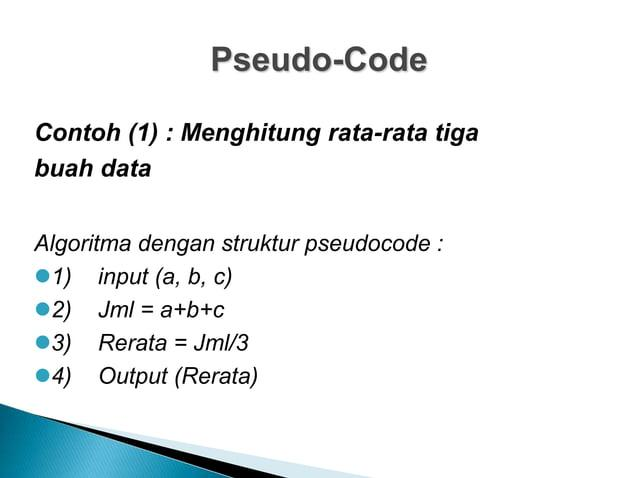 Pseudo-Code
Contoh (1) : Menghitung rata-rata tiga
buah data
Algoritma dengan struktur pseudocode :
1) input (a, b, c)
2) Jml = a+b+c
3) Rerata = Jml/3
4) Output (Rerata)